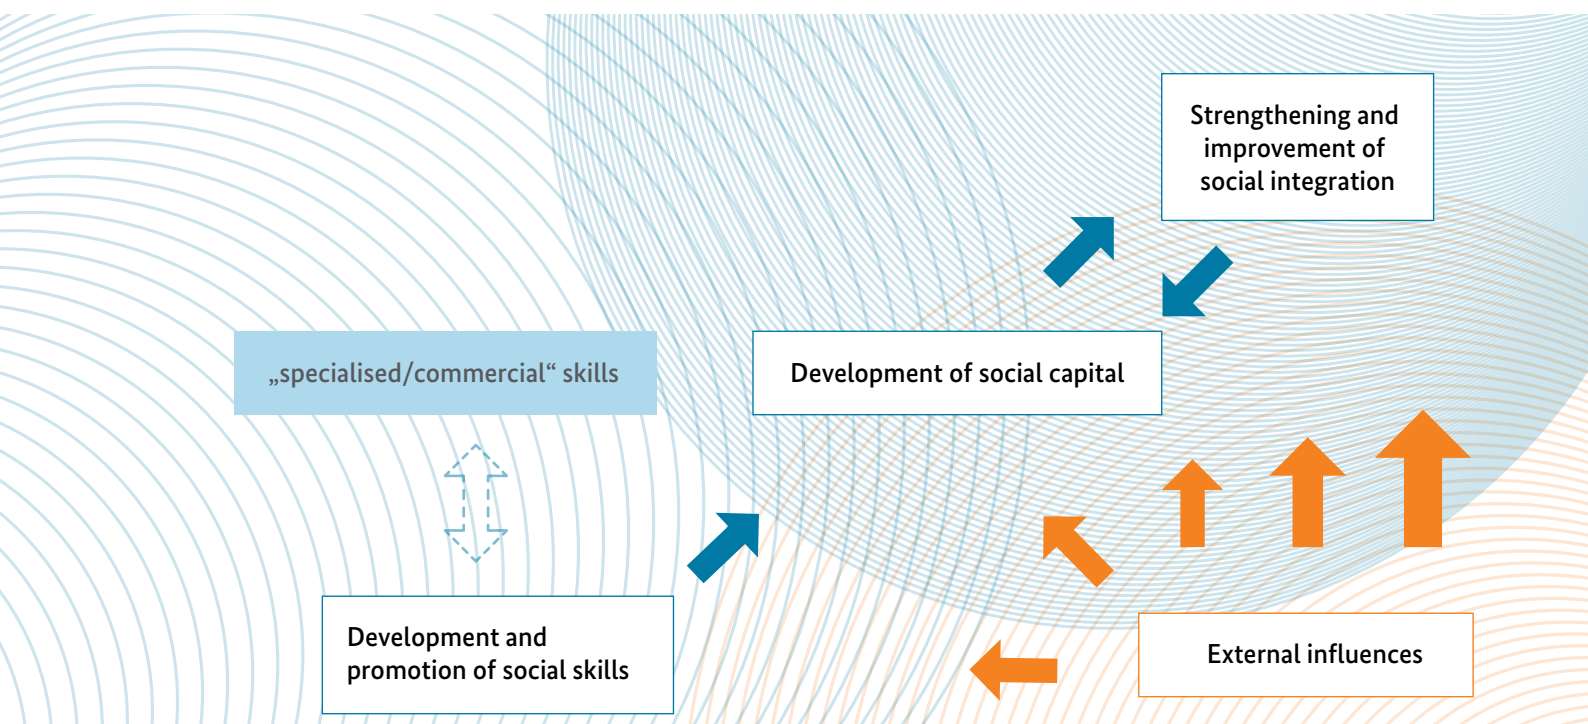 Strengthening and
improvement of
social integration
„specialised/commercial“ skills
Development of social capital
Development and
promotion of social skills
External influences